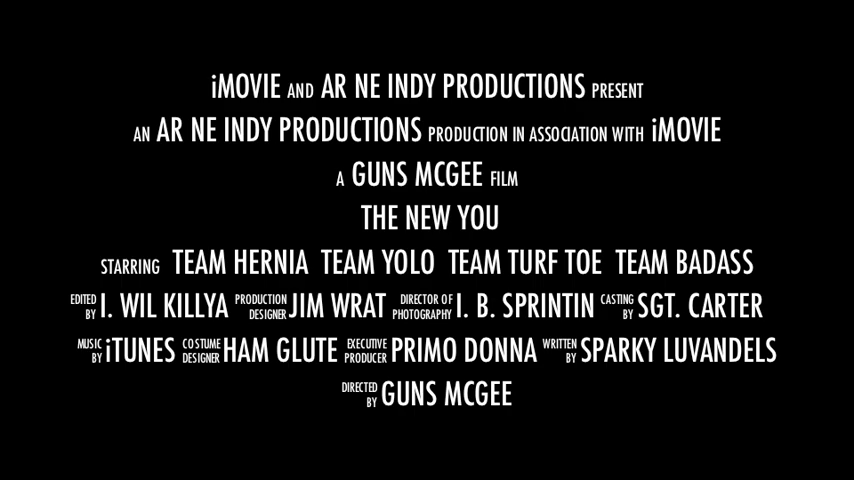 iMOVIE AND AR NE INDY PRODUCTIONS PRESENT
AN AR NE INDY PRODUCTIONS PRODUCTION IN ASSOCIATION WITH iMOVIE
A GUNS MCGEE FILM
THE NEW YOU
STARRING TEAM HERNIA TEAM YOLO TEAM TURF TOE TEAM BADASS
EDITED BY I. WIL KILLYA PRODUCTION DESIGNER JIM WRAT DIRECTOR OF PHOTOGRAPHY I. B. SPRINTIN CASTING BY SGT. CARTER
MUSIC BY iTUNES COSTUME DESIGNER HAM GLUTE EXECUTIVE PRODUCER PRIMO DONNA WRITTEN BY SPARKY LUVANDELS
DIRECTED BY GUNS MCGEE